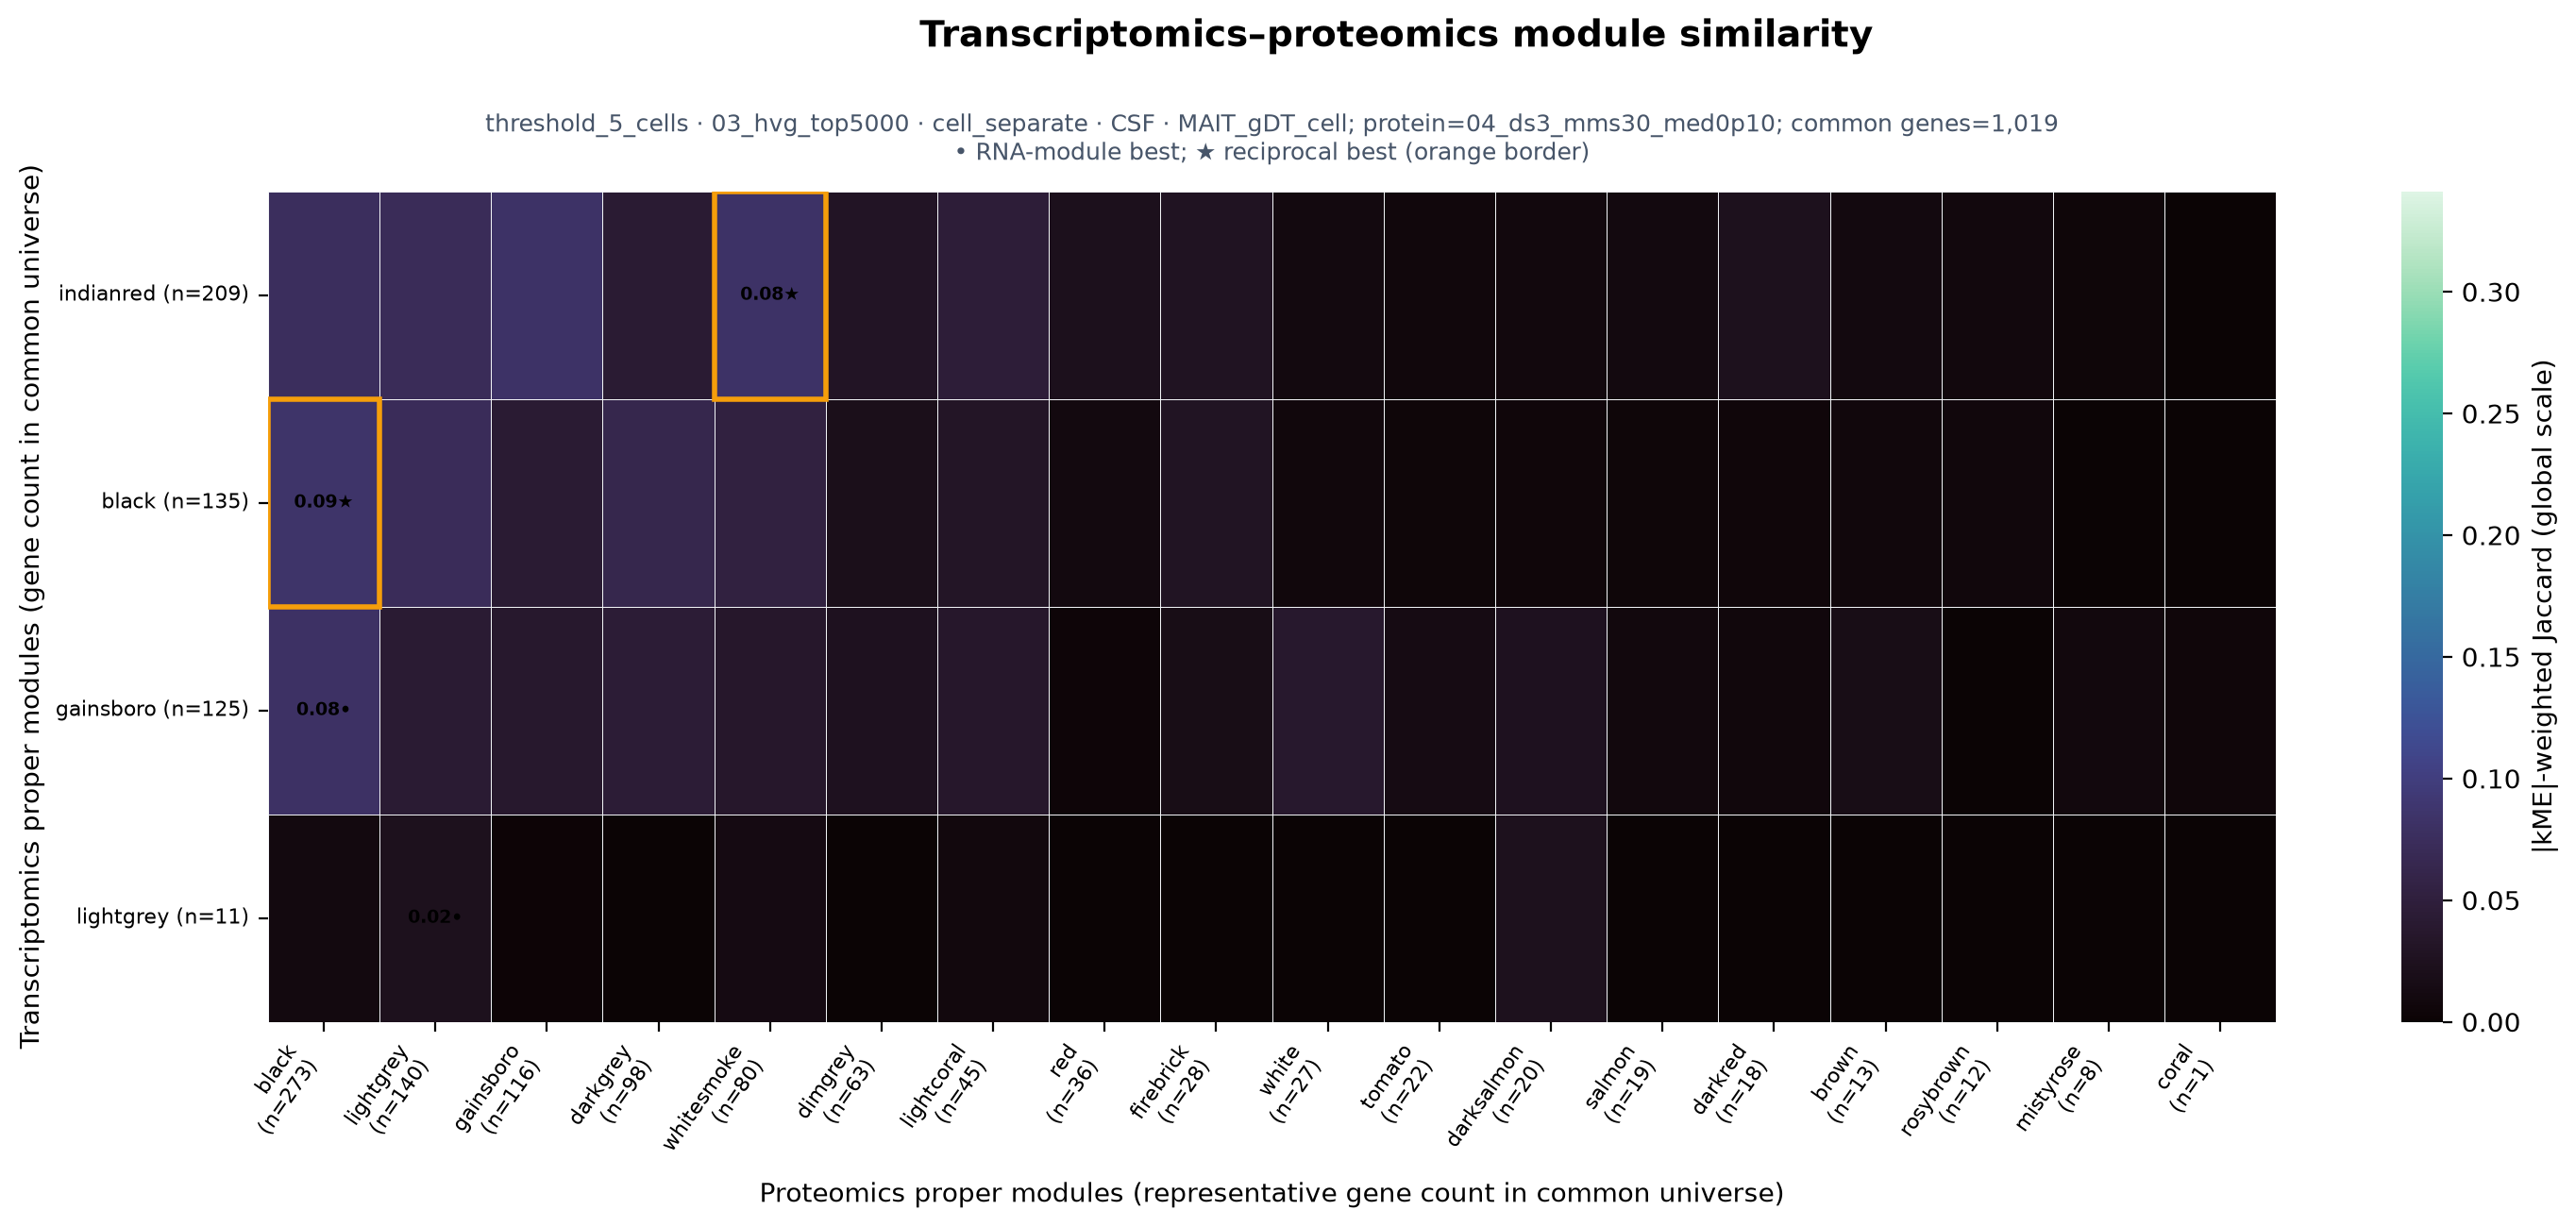 Transcriptomics–proteomics module similarity
threshold_5_cells · 03_hvg_top5000 · cell_separate · CSF · MAIT_gDT_cell; protein=04_ds3_mms30_med0p10; common genes=1,019
• RNA-module best; ★ reciprocal best (orange border)
Transcriptomics proper modules (gene count in common universe)
indianred (n=209)
black (n=135)
gainsboro (n=125)
lightgrey (n=11)
0.08★
0.09★
0.08•
0.02•
black
(n=273)
lightgrey
(n=140)
gainsboro
(n=116)
darkgrey
(n=98)
whitesmoke
(n=80)
dimgrey
(n=63)
lightcoral
(n=45)
red
(n=36)
firebrick
(n=28)
white
(n=27)
tomato
(n=22)
darksalmon
(n=20)
salmon
(n=19)
darkred
(n=18)
brown
(n=13)
rosybrown
(n=12)
mistyrose
(n=8)
coral
(n=1)
Proteomics proper modules (representative gene count in common universe)
0.30
0.25
0.20
0.15
0.10
0.05
0.00
|kME|-weighted Jaccard (global scale)